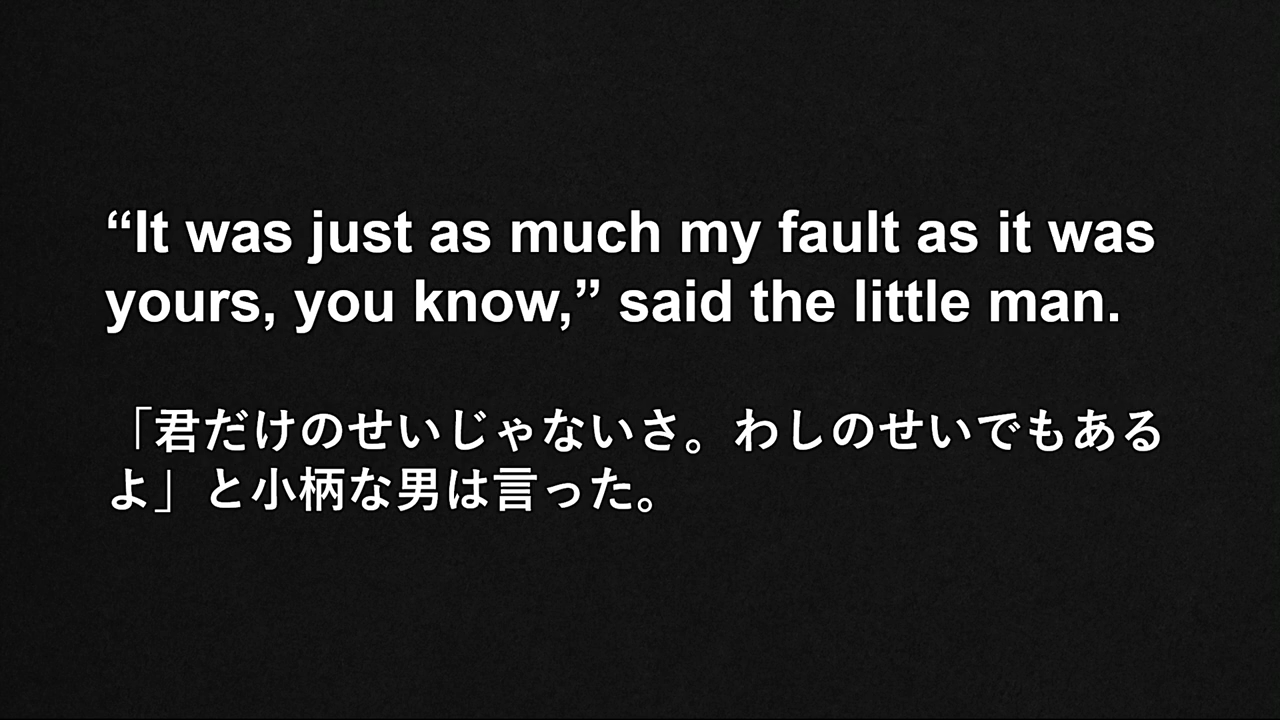 “It was just as much my fault as it was
yours, you know,” said the little man.
「君だけのせいじゃないさ。わしのせいでもある
よ」と小柄な男は言った。